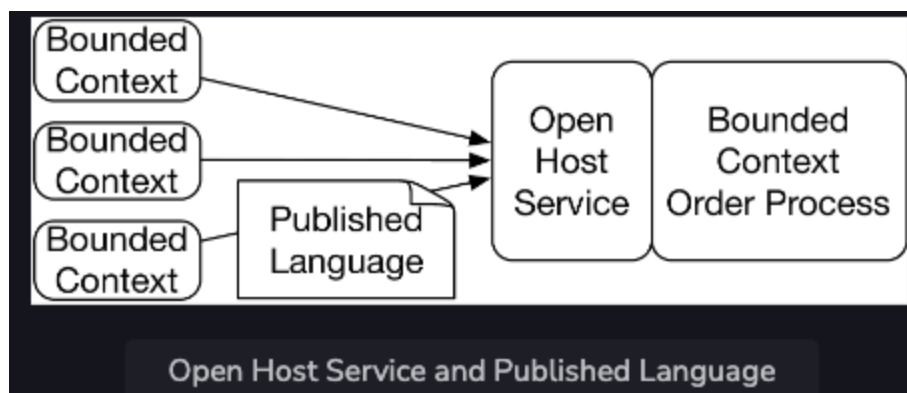 Bounded
Context
Bounded
Context
Bounded
Context
Published
Language
Open
Host
Service
Bounded
Context
Order Process
Open Host Service and Published Language